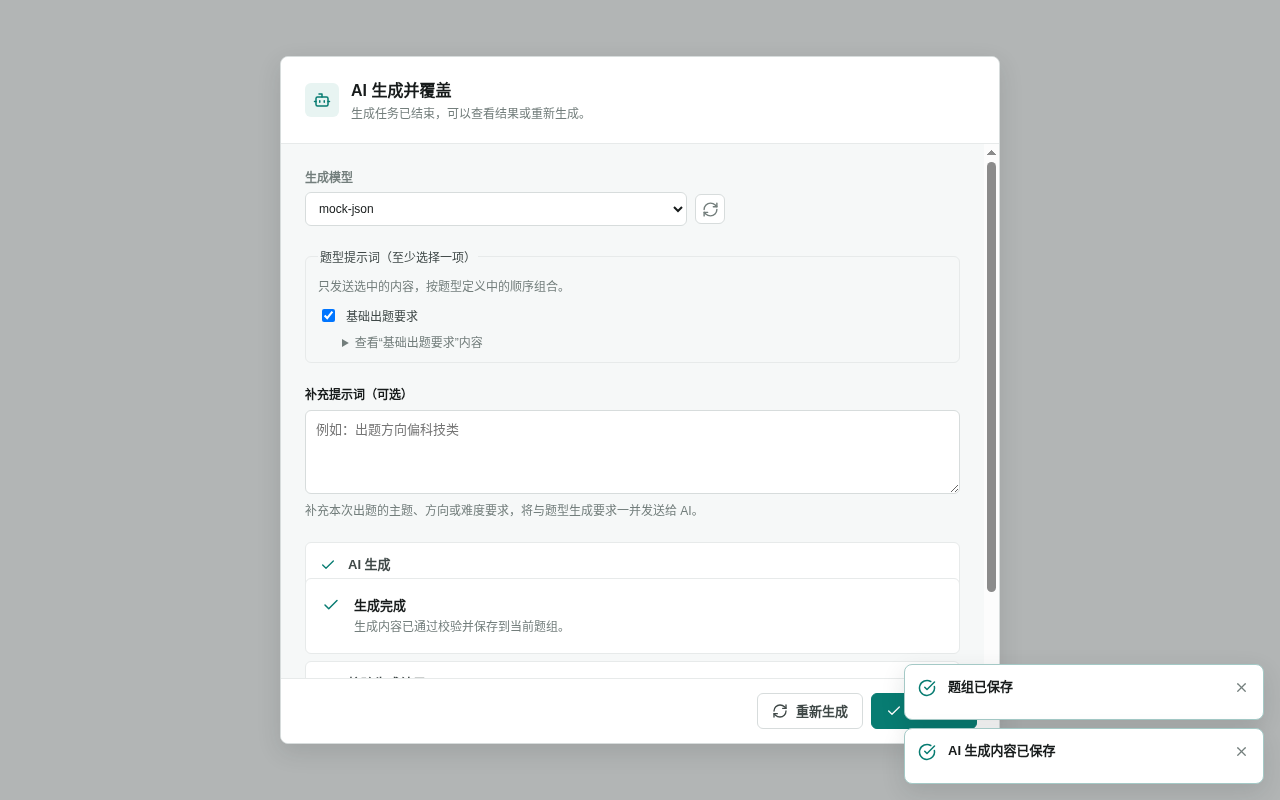 AI 生成并覆盖
生成任务已结束，可以查看结果或重新生成。
生成模型
mock-json
题型提示词（至少选择一项）
只发送选中的内容，按题型定义中的顺序组合。
基础出题要求
查看“基础出题要求”内容
补充提示词（可选）
例如：出题方向偏科技类
补充本次出题的主题、方向或难度要求，将与题型生成要求一并发送给 AI。
AI 生成
生成完成
生成内容已通过校验并保存到当前题组。
重新生成
题组已保存
AI 生成内容已保存